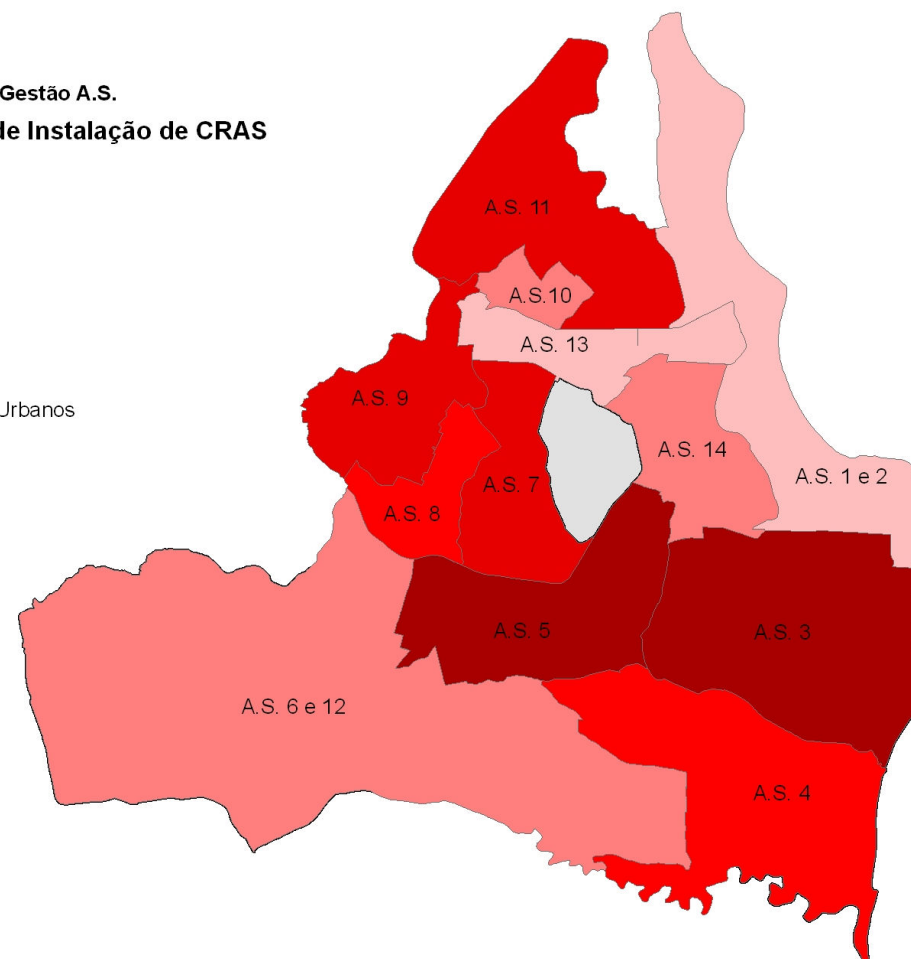 Gestão A.S.
de Instalação de CRAS
A.S. 11
A.S.10
A.S. 13
A.S. 9
Urbanos
A.S. 14
A.S. 1 e 2
A.S. 7
A.S. 8
A.S. 5
A.S. 3
A.S. 6 e 12
A.S. 4